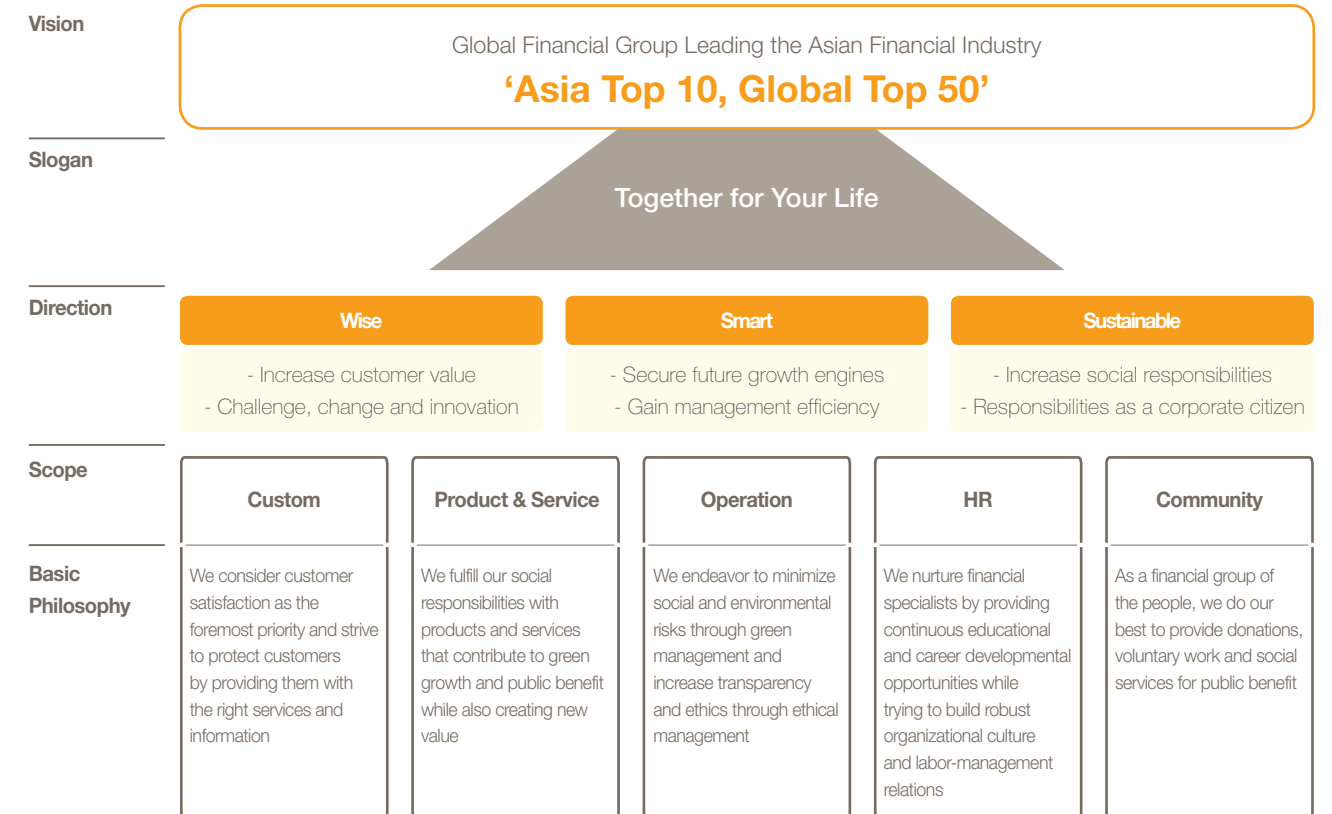 Vision
Global Financial Group Leading the Asian Financial Industry
‘Asia Top 10, Global Top 50’
Slogan
Together for Your Life
Direction
Wise
- Increase customer value
- Challenge, change and innovation
Smart
- Secure future growth engines
- Gain management efficiency
Sustainable
- Increase social responsibilities
- Responsibilities as a corporate citizen
Scope
Custom
Product & Service
Operation
HR
Community
Basic
Philosophy
We consider customer
satisfaction as the
foremost priority and strive
to protect customers
by providing them with
the right services and
information
We fulfill our social
responsibilities with
products and services
that contribute to green
growth and public benefit
while also creating new
value
We endeavor to minimize
social and environmental
risks through green
management and
increase transparency
and ethics through ethical
management
We nurture financial
specialists by providing
continuous educational
and career developmental
opportunities while
trying to build robust
organizational culture
and labor-management
relations
As a financial group of
the people, we do our
best to provide donations,
voluntary work and social
services for public benefit